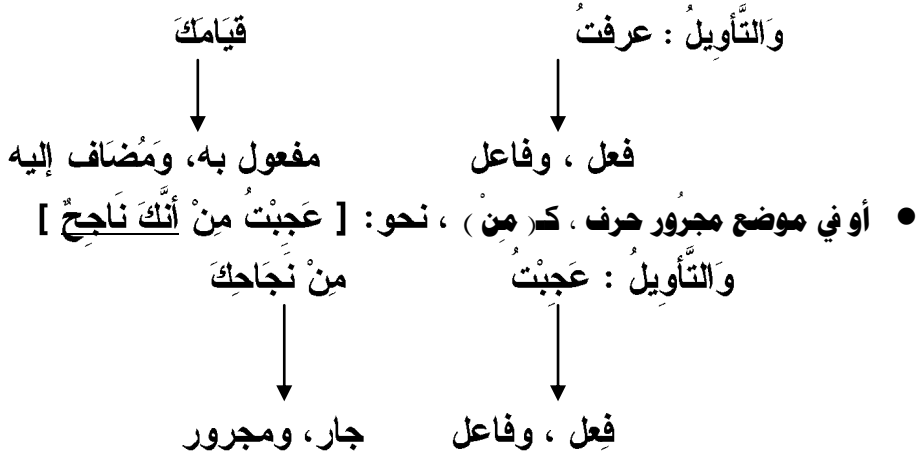 وَالتَّأوِيلُ : عرفتُ قيَامَكَ
فعل ، وفاعل مفعول به، وَمُضَاف إليه
• أو في موضع مجرُور حرف ، كـ( مِنْ ) ، نحو: [ عَجِبْتُ مِنْ أنَّكَ نَاجِحٌ ]
وَالتَّأوِيلُ : عَجِبْتُ مِنْ نَجَاحِكَ
فِعل ، وفاعل جار، ومجرور